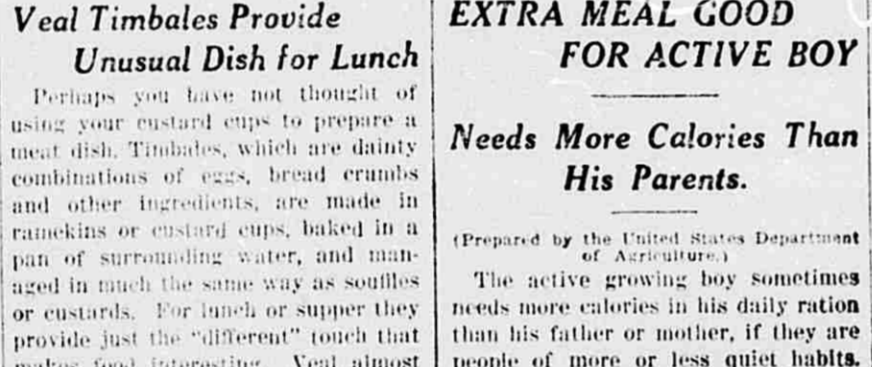 Veal Timbales Provide
Unusual Dish for Lunch
Perhaps you have not thought of
using your custard cups to prepare a
meat dish. Timbales, which are dainty
combinations of eggs, bread crumbs
and other ingredients, are made in
ramekins or custard cups, baked in a
pan of surrounding water, and man-
aged in much the same way as souffles
or custards. For lunch or supper they
provide just the "different" touch that
makes food interesting. Veal almost
EXTRA MEAL GOOD
FOR ACTIVE BOY
Needs More Calories Than
His Parents.
(Prepared by the United States Department
of Agriculture.)
The active growing boy sometimes
needs more calories in his daily ration
than his father or mother, if they are
people of more or less quiet habits.